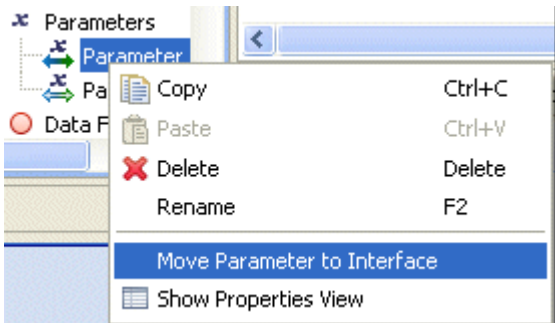 Parameters
Parameter
Pa
Data F
Copy Ctrl+C
Paste Ctrl+V
Delete Delete
Rename F2
Move Parameter to Interface
Show Properties View